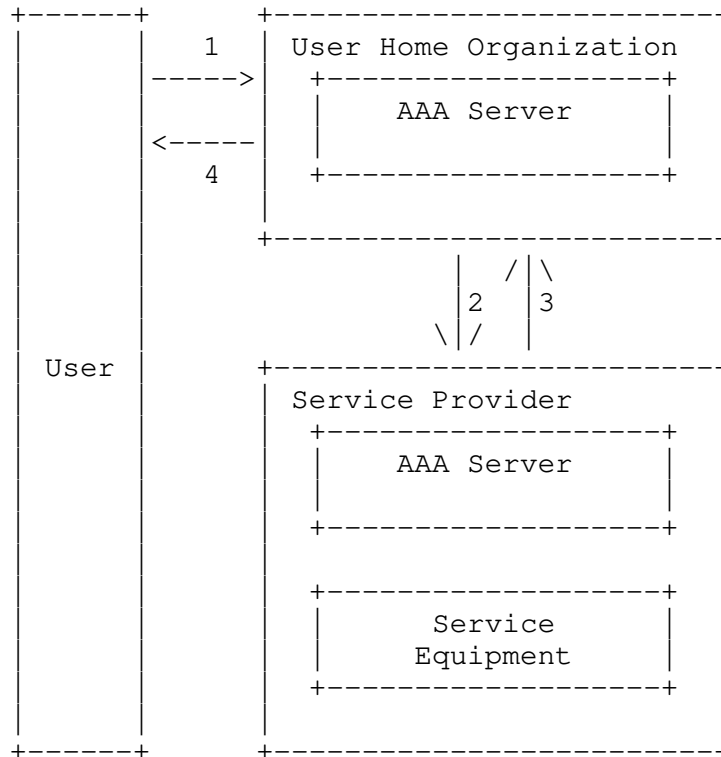 1
User Home Organization
AAA Server
4
2
3
User
Service Provider
AAA Server
Service
Equipment